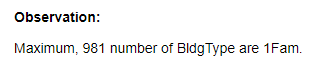 Observation:
Maximum, 981 number of BldgType are 1Fam.